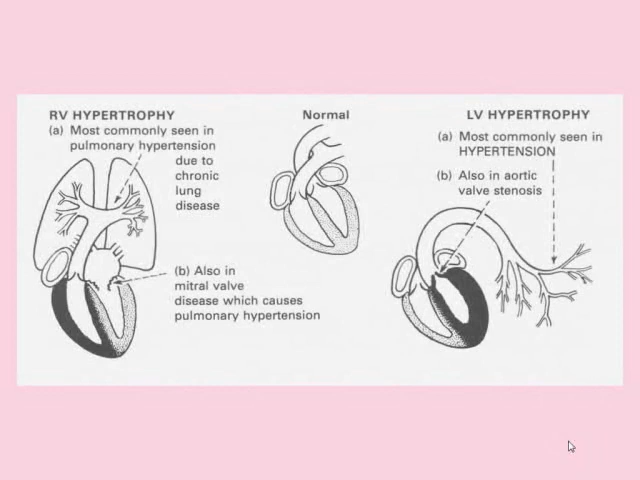 RV HYPERTROPHY
(a) Most commonly seen in
pulmonary hypertension
due to
chronic
lung
disease
(b) Also in
mitral valve
disease which causes
pulmonary hypertension
Normal
LV HYPERTROPHY
(a) Most commonly seen in
HYPERTENSION
(b) Also in aortic
valve stenosis